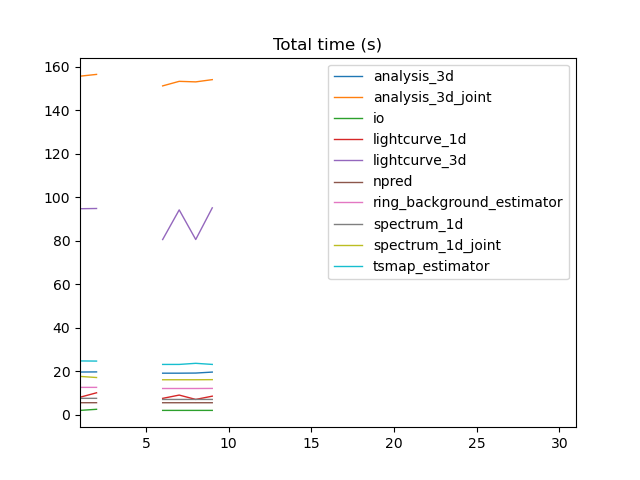 Total time (s)
160
140
120
100
80
60
40
20
0
analysis_3d
analysis_3d_joint
io
lightcurve_1d
lightcurve_3d
npred
ring_background_estimator
spectrum_1d
spectrum_1d_joint
tsmap_estimator
5 10 15 20 25 30